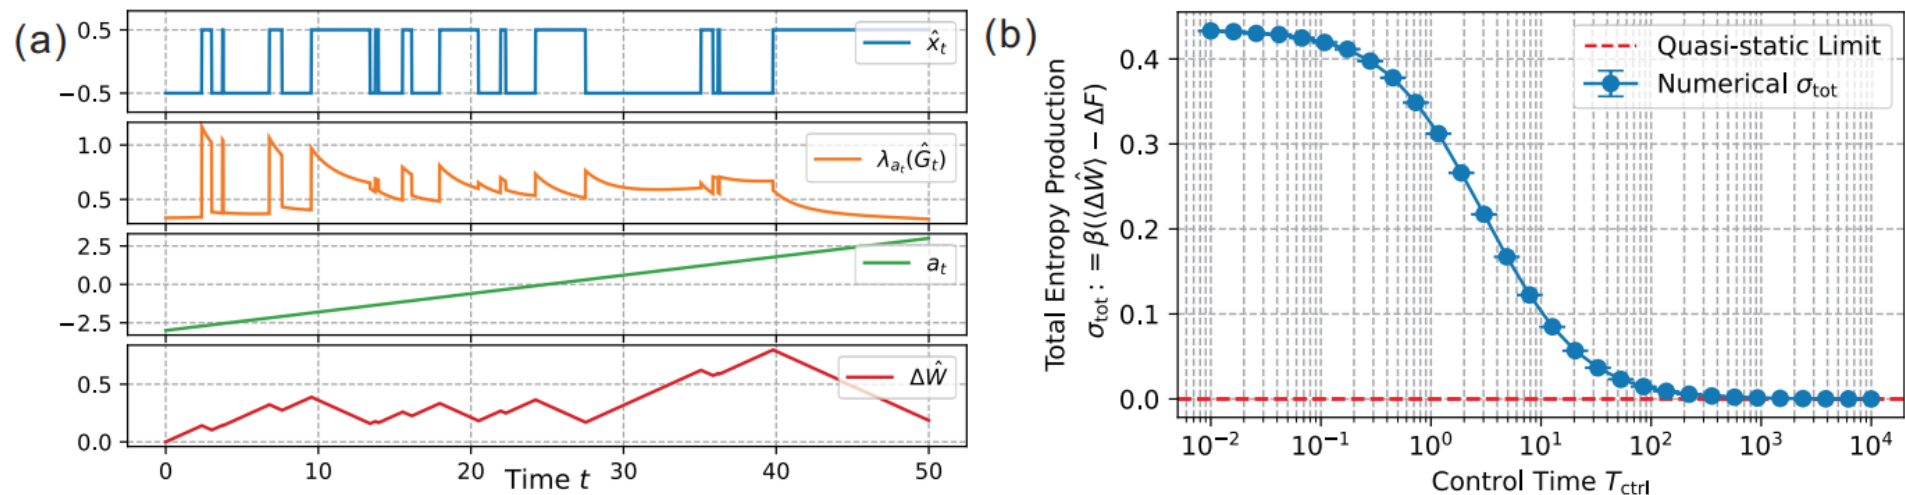 (a)
0.5
−0.5
x̂_t
1.0
0.5
λ_{a_t}(Ĝ_t)
2.5
0.0
−2.5
a_t
0.5
0.0
ΔŴ
0 10 20 30 40 50
Time t
(b)
Total Entropy Production
σ_tot : = β(⟨ΔŴ⟩ − ΔF)
0.4
0.3
0.2
0.1
0.0
Quasi-static Limit
Numerical σ_tot
10^−2 10^−1 10^0 10^1 10^2 10^3 10^4
Control Time T_ctrl